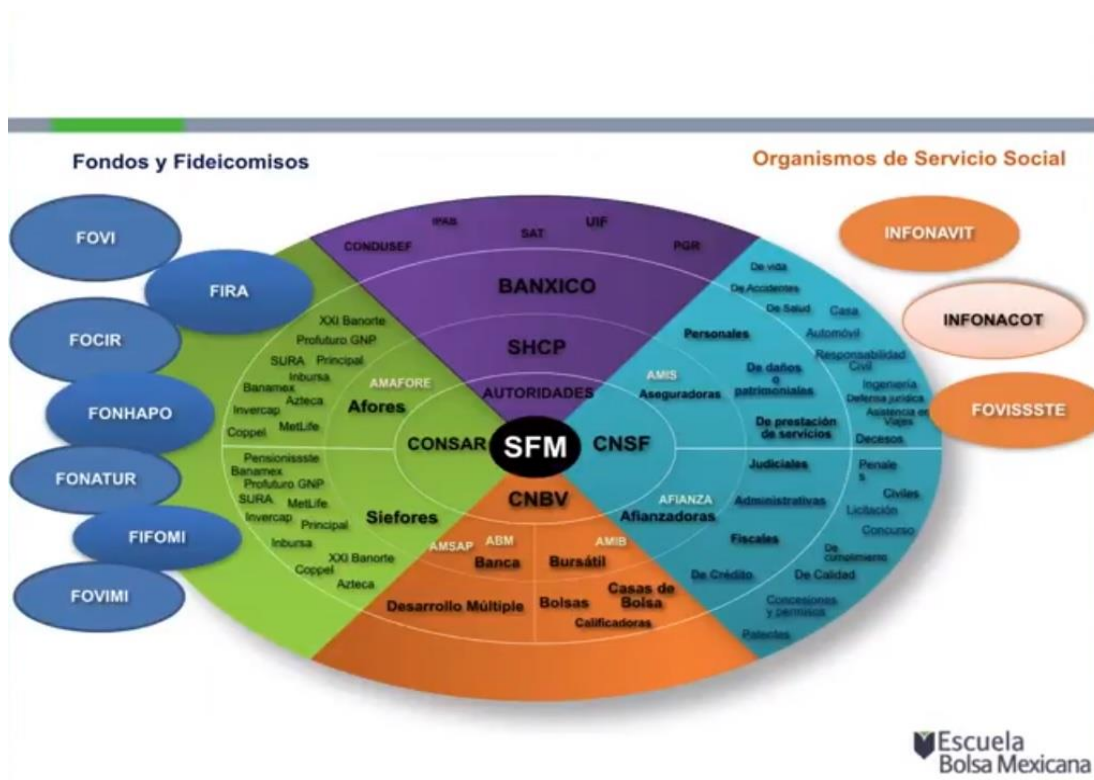 Fondos y Fideicomisos
Organismos de Servicio Social
FOVI
FIRA
FOCIR
FONHAPO
FONATUR
FIFOMI
FOVIMI
INFONAVIT
INFONACOT
FOVISSSTE
CONDUSEF
IPAB
SAT
UIF
PGR
BANXICO
SHCP
AUTORIDADES
SFM
CONSAR
AMAFORE
Afores
XXI Banorte
Profuturo GNP
SURA
Principal
Inbursa
Banamex
Azteca
Invercap
MetLife
Coppel
Siefores
Pensionissste
Banamex
Profuturo GNP
SURA
MetLife
Invercap
Principal
Inbursa
XXI Banorte
Coppel
Azteca
CNBV
AMSAP
ABM
Banca
Desarrollo Múltiple
AMIB
Bursátil
Bolsas
Casas de
Bolsa
Calificadoras
CNSF
AMIS
Aseguradoras
Personales
De vida
De Accidentes
De Salud
De daños
o
patrimoniales
Casa
Automóvil
Responsabilidad
Civil
Ingeniería
De prestación
de servicios
Defensa jurídica
Asistencia en
Viajes
Decesos
AFIANZA
Afianzadoras
Judiciales
Penale
s
Civiles
Administrativas
Licitación
Concurso
De
cumplimiento
De Calidad
Fiscales
De Crédito
Concesiones
y permisos
Patentes
Escuela
Bolsa Mexicana